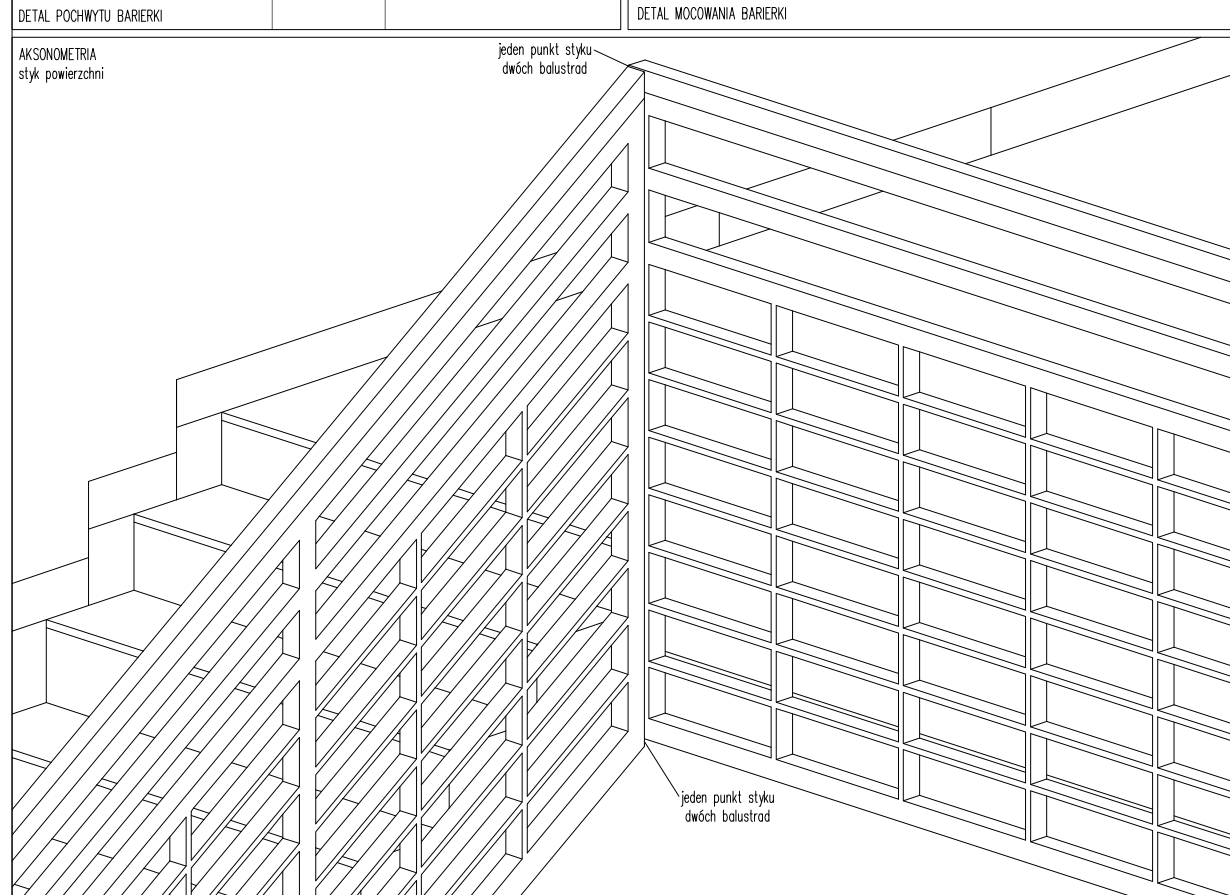 DETAL POCHWYTU BARIERKI
DETAL MOCOWANIA BARIERKI
AKSONOMETRIA
styk powierzchni
jeden punkt styku
dwóch balustrad
jeden punkt styku
dwóch balustrad